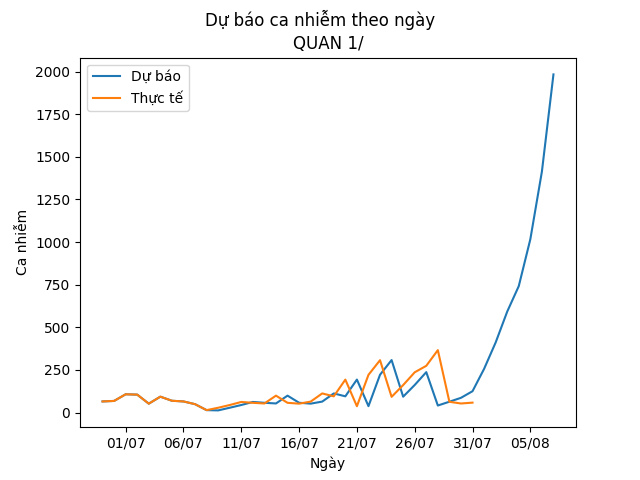 Dự báo ca nhiễm theo ngày
QUAN 1/
Dự báo
Thực tế
Ca nhiễm
2000
1750
1500
1250
1000
750
500
250
0
01/07 06/07 11/07 16/07 21/07 26/07 31/07 05/08
Ngày